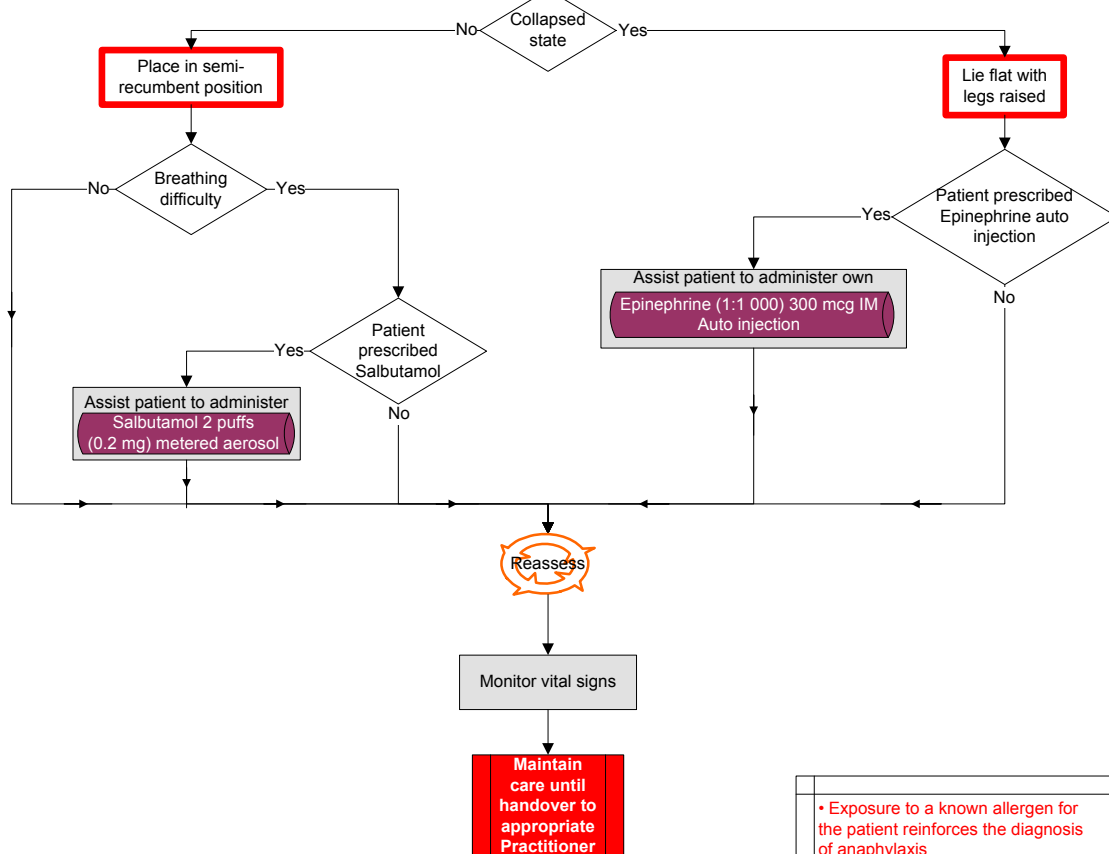 Collapsed
state
No
Yes
Place in semi-
recumbent position
Lie flat with
legs raised
Breathing
difficulty
No
Yes
Patient prescribed
Epinephrine auto
injection
Yes
No
Assist patient to administer own
Epinephrine (1:1 000) 300 mcg IM
Auto injection
Patient
prescribed
Salbutamol
Yes
No
Assist patient to administer
Salbutamol 2 puffs
(0.2 mg) metered aerosol
Reassess
Monitor vital signs
Maintain
care until
handover to
appropriate
Practitioner
• Exposure to a known allergen for
the patient reinforces the diagnosis
of anaphylaxis